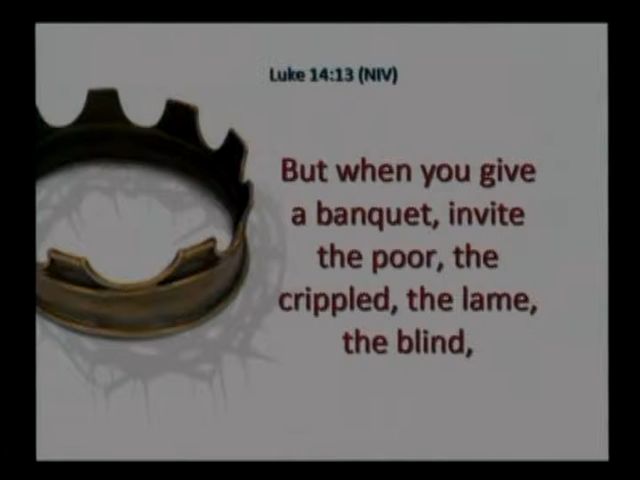 Luke 14:13 (NIV)
But when you give
a banquet, invite
the poor, the
crippled, the lame,
the blind,